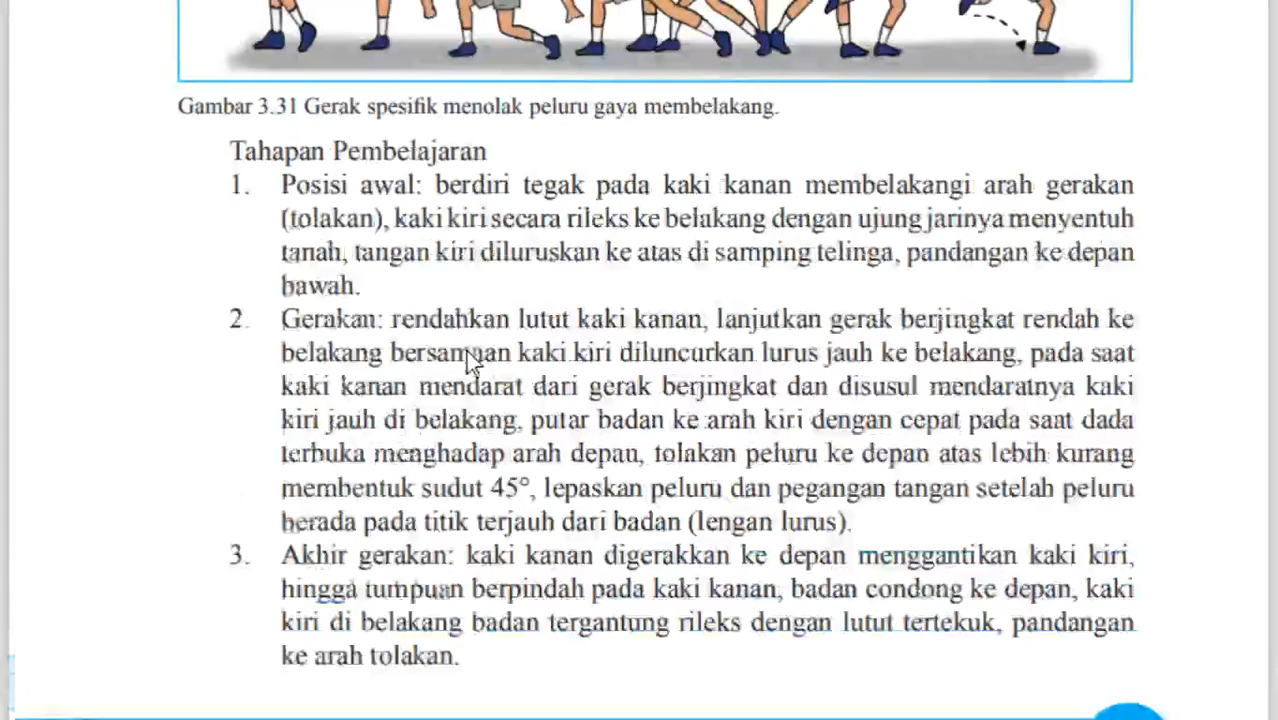 Gambar 3.31 Gerak spesifik menolak peluru gaya membelakang.
Tahapan Pembelajaran
1. Posisi awal: berdiri tegak pada kaki kanan membelakangi arah gerakan
(tolakan), kaki kiri secara rileks ke belakang dengan ujung jarinya menyentuh
tanah, tangan kiri diluruskan ke atas di samping telinga, pandangan ke depan
bawah.
2. Gerakan: rendahkan lutut kaki kanan, lanjutkan gerak berjingkat rendah ke
belakang bersamaan kaki kiri diluncurkan lurus jauh ke belakang, pada saat
kaki kanan mendarat dari gerak berjingkat dan disusul mendaratnya kaki
kiri jauh di belakang, putar badan ke arah kiri dengan cepat pada saat dada
terbuka menghadap arah depan, tolakan peluru ke depan atas lebih kurang
membentuk sudut 45°, lepaskan peluru dan pegangan tangan setelah peluru
berada pada titik terjauh dari badan (lengan lurus).
3. Akhir gerakan: kaki kanan digerakkan ke depan menggantikan kaki kiri,
hingga tumpuan berpindah pada kaki kanan, badan condong ke depan, kaki
kiri di belakang badan tergantung rileks dengan lutut tertekuk, pandangan
ke arah tolakan.